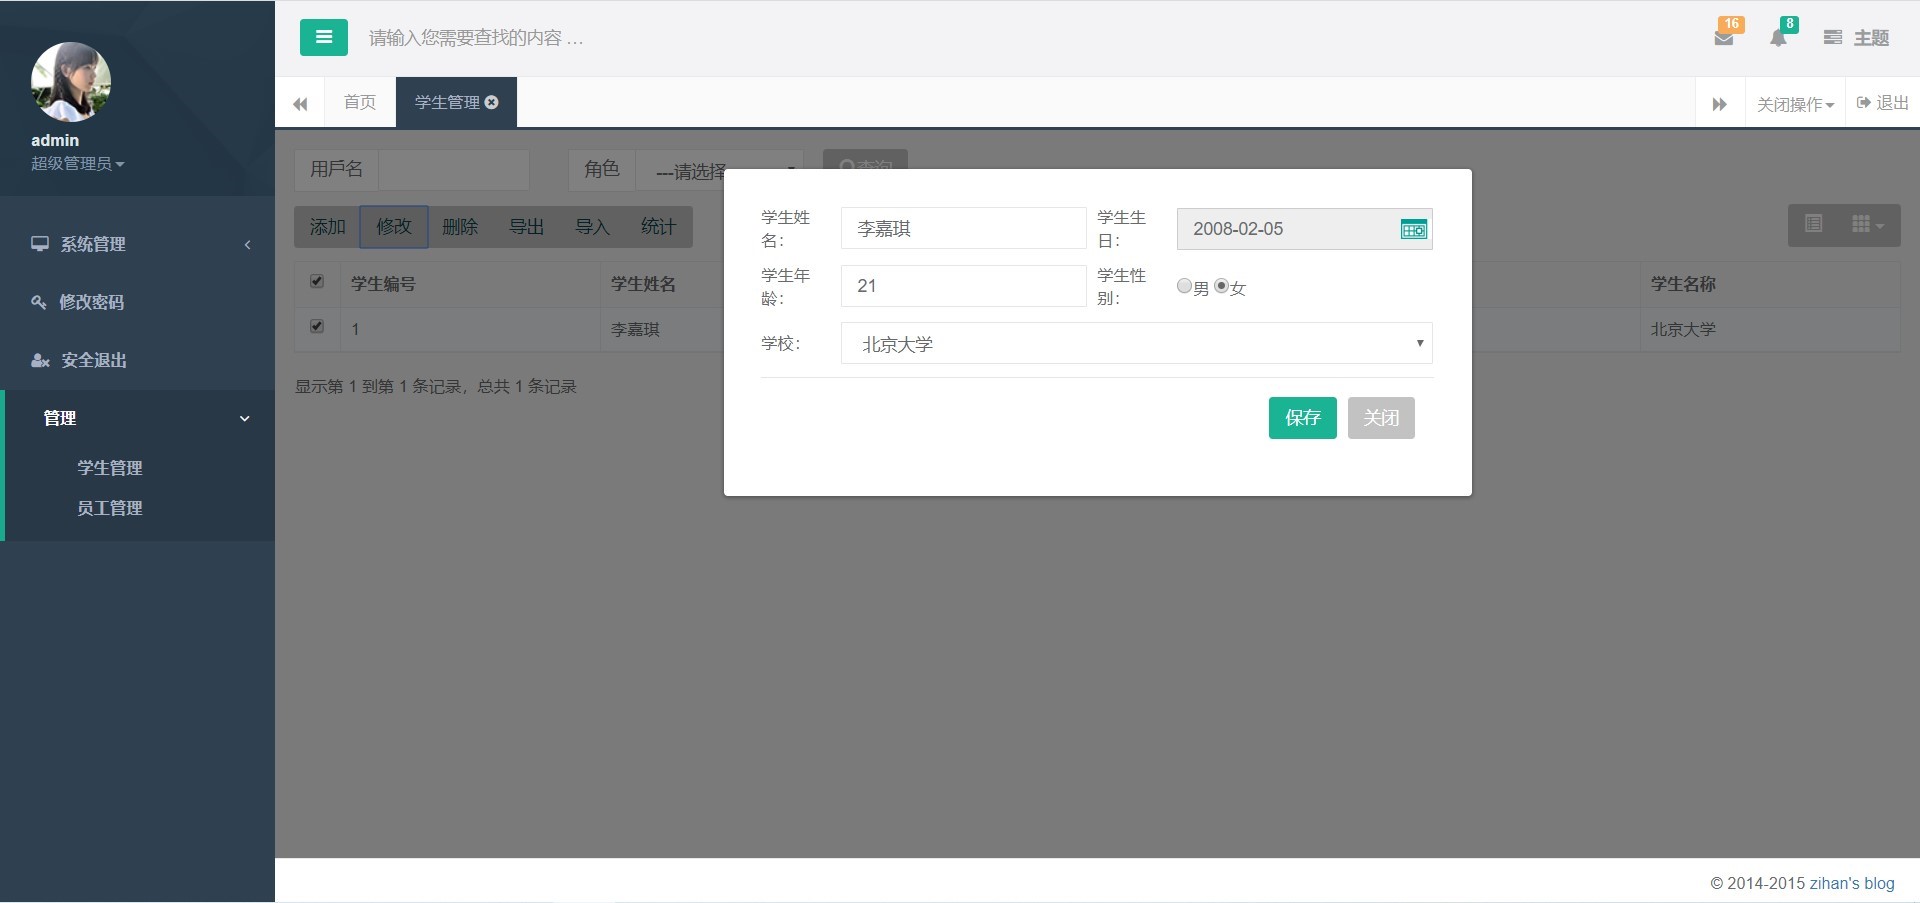 请输入您需要查找的内容 …
16
8
主题
admin
超级管理员
首页
学生管理
关闭操作
退出
用戶名
角色
---请选择
查询
添加
修改
删除
导出
导入
统计
系统管理
修改密码
安全退出
管理
学生管理
员工管理
学生编号
学生姓名
学生名称
1
李嘉琪
北京大学
显示第 1 到第 1 条记录，总共 1 条记录
学生姓
名：
李嘉琪
学生生
日：
2008-02-05
学生年
龄：
21
学生性
别：
男
女
学校：
北京大学
保存
关闭
© 2014-2015 zihan's blog